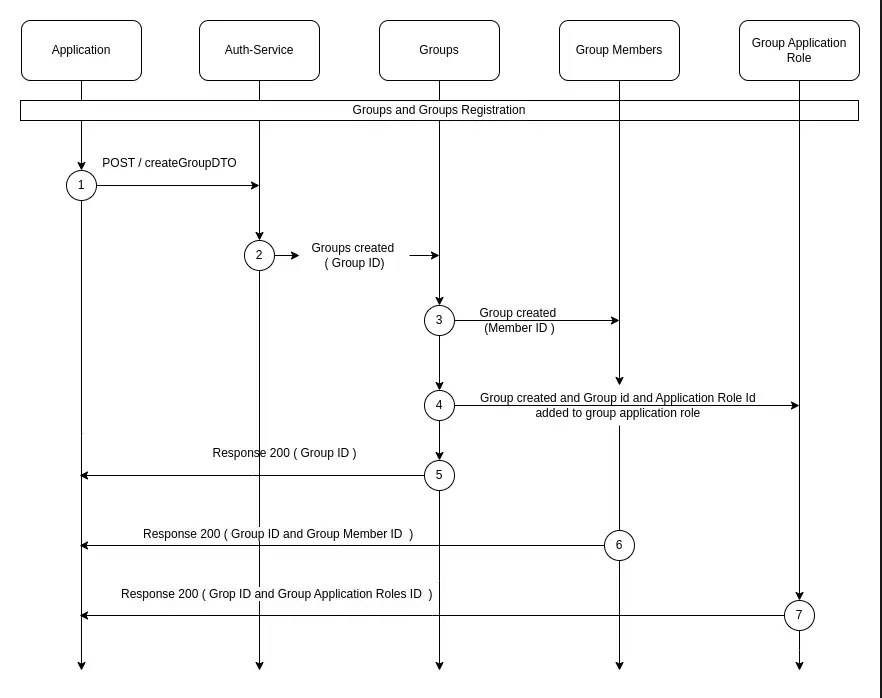 Application
Auth-Service
Groups
Group Members
Group Application
Role
Groups and Groups Registration
POST / createGroupDTO
1
2
Groups created
( Group ID)
3
Group created
(Member ID )
4
Group created and Group id and Application Role Id
added to group application role
Response 200 ( Group ID )
5
Response 200 ( Group ID and Group Member ID )
6
Response 200 ( Grop ID and Group Application Roles ID )
7